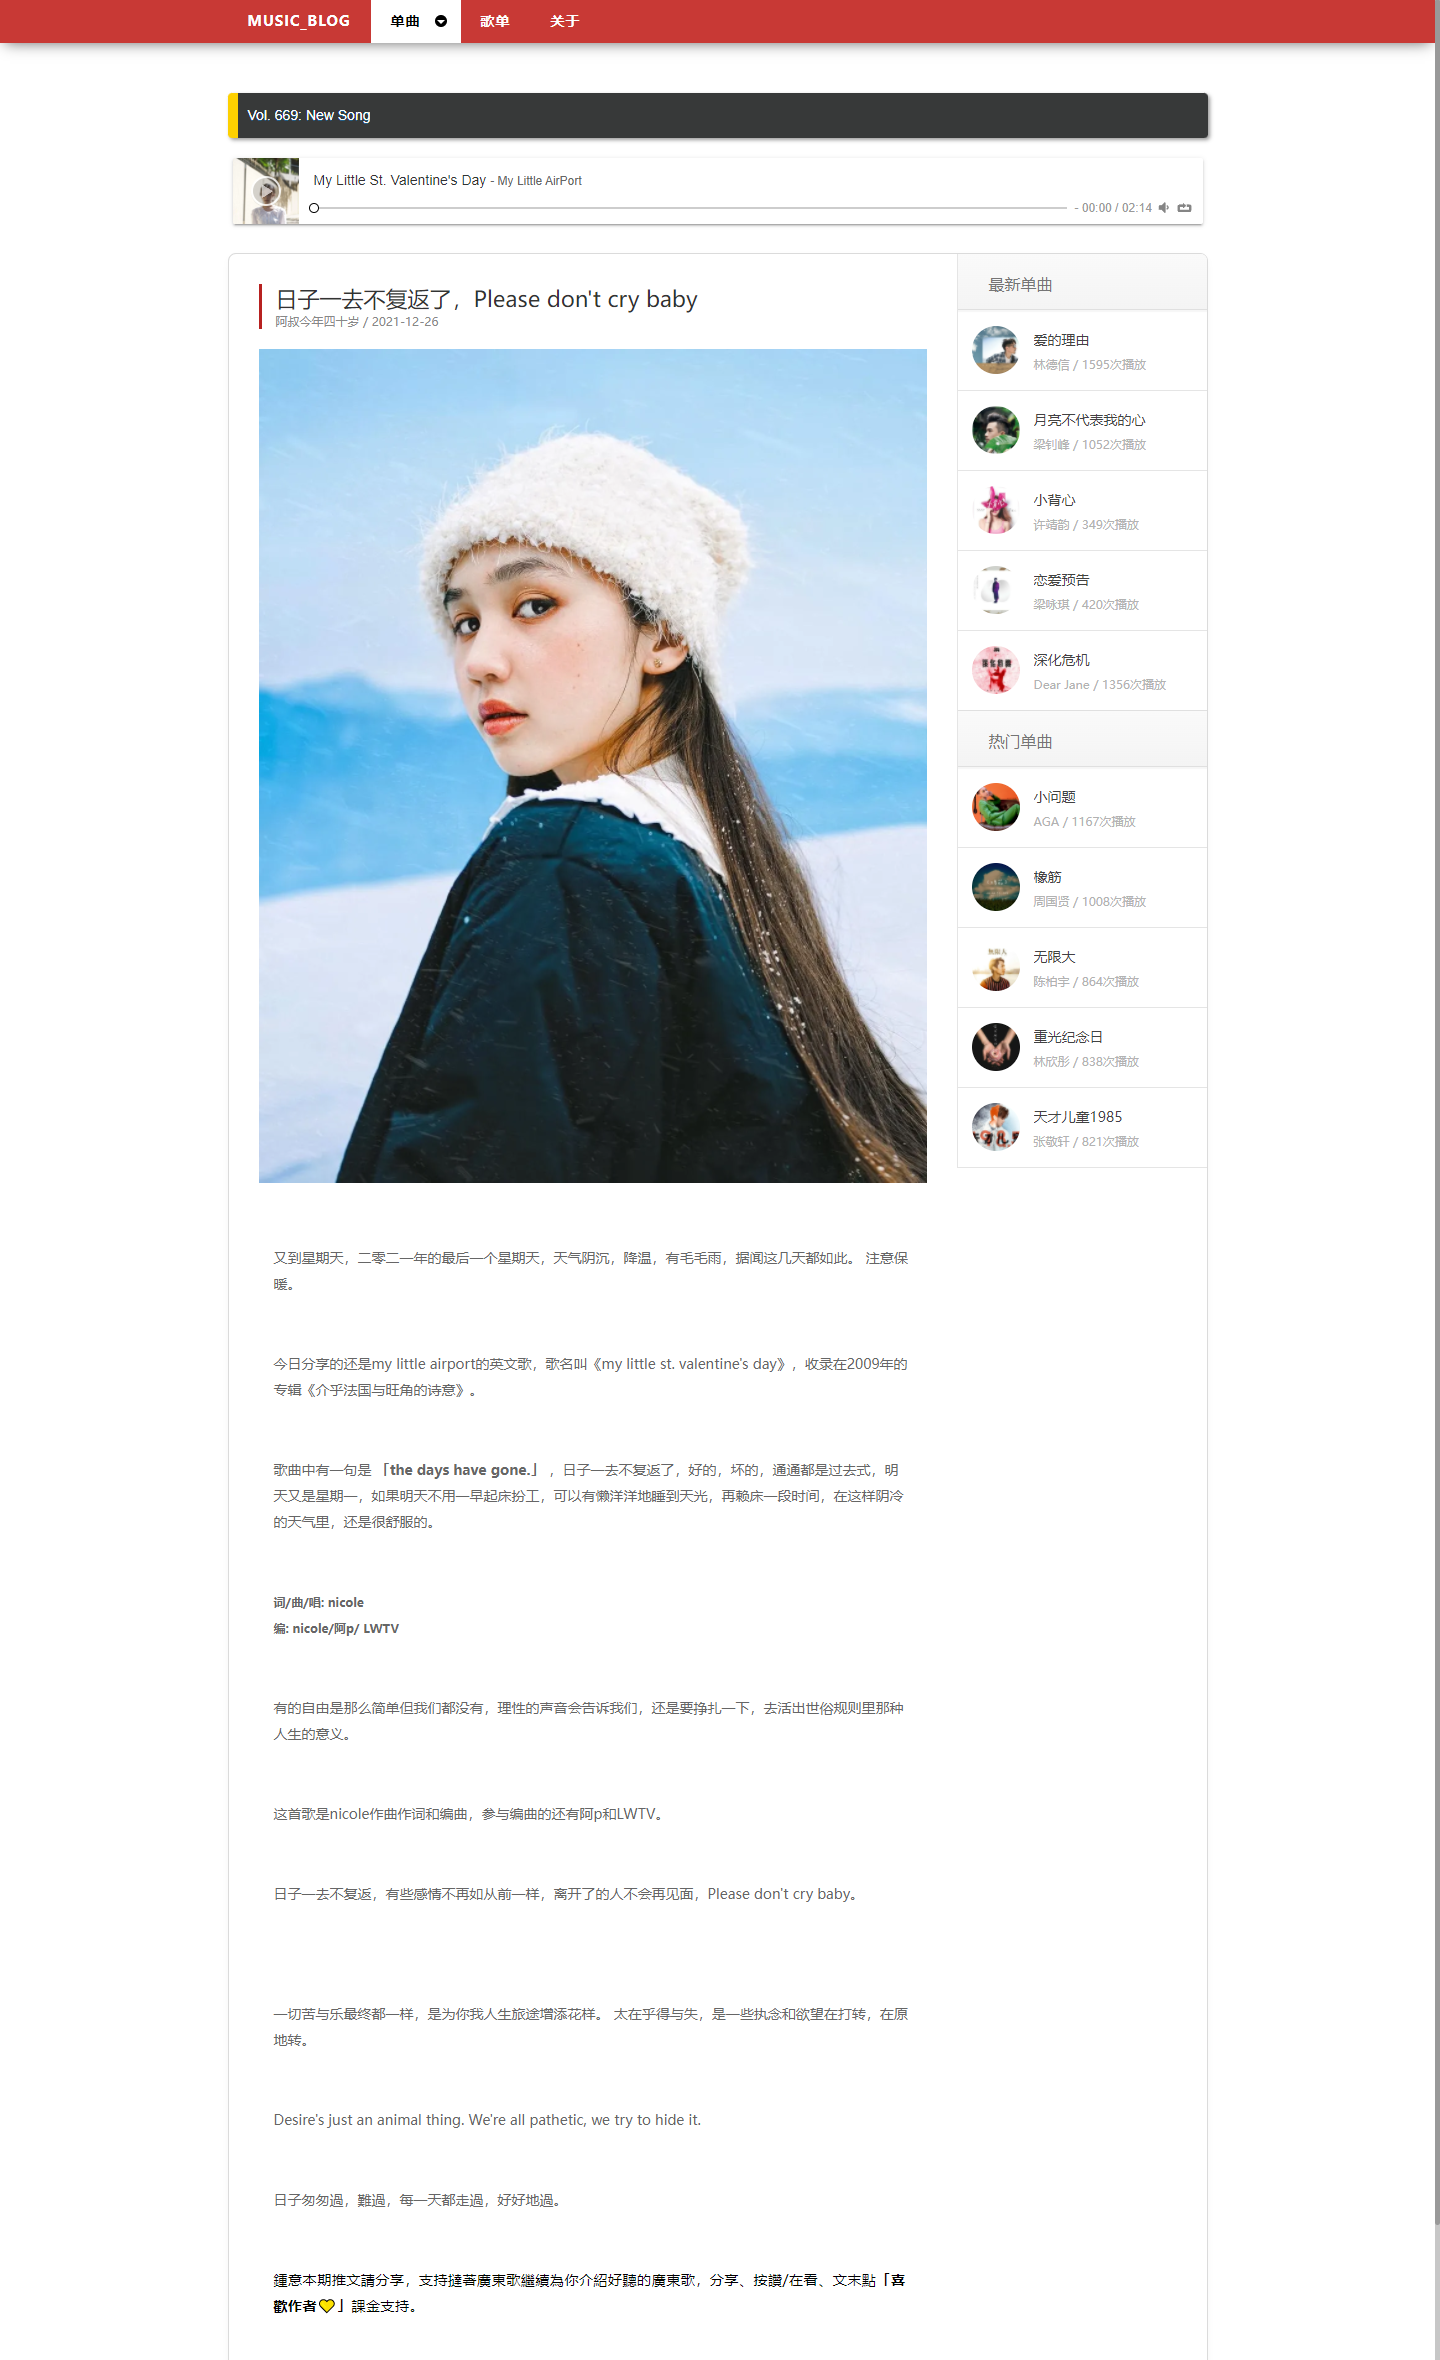 MUSIC_BLOG
单曲
歌单
关于
Vol. 669: New Song
My Little St. Valentine's Day - My Little AirPort
- 00:00 / 02:14
日子一去不复返了，Please don't cry baby
阿叔今年四十岁 / 2021-12-26
又到星期天，二零二一年的最后一个星期天，天气阴沉，降温，有毛毛雨，据闻这几天都如此。 注意保
暖。
今日分享的还是my little airport的英文歌，歌名叫《my little st. valentine's day》，收录在2009年的
专辑《介乎法国与旺角的诗意》。
歌曲中有一句是 「the days have gone.」 ，日子一去不复返了，好的，坏的，通通都是过去式，明
天又是星期一，如果明天不用一早起床扮工，可以有懒洋洋地睡到天光，再赖床一段时间，在这样阴冷
的天气里，还是很舒服的。
词/曲/唱: nicole
编: nicole/阿p/ LWTV
有的自由是那么简单但我们都没有，理性的声音会告诉我们，还是要挣扎一下，去活出世俗规则里那种
人生的意义。
这首歌是nicole作曲作词和编曲，参与编曲的还有阿p和LWTV。
日子一去不复返，有些感情不再如从前一样，离开了的人不会再见面，Please don't cry baby。
一切苦与乐最终都一样，是为你我人生旅途增添花样。 太在乎得与失，是一些执念和欲望在打转，在原
地转。
Desire's just an animal thing. We're all pathetic, we try to hide it.
日子匆匆過，難過，每一天都走過，好好地過。
鍾意本期推文請分享，支持撻著廣東歌繼續為你介紹好聽的廣東歌，分享、按讚/在看、文末點「喜
歡作者💛」課金支持。
最新单曲
爱的理由
林德信 / 1595次播放
月亮不代表我的心
梁钊峰 / 1052次播放
小背心
许靖韵 / 349次播放
恋爱预告
梁咏琪 / 420次播放
深化危机
Dear Jane / 1356次播放
热门单曲
小问题
AGA / 1167次播放
橡筋
周国贤 / 1008次播放
无限大
陈柏宇 / 864次播放
重光纪念日
林欣彤 / 838次播放
天才儿童1985
张敬轩 / 821次播放